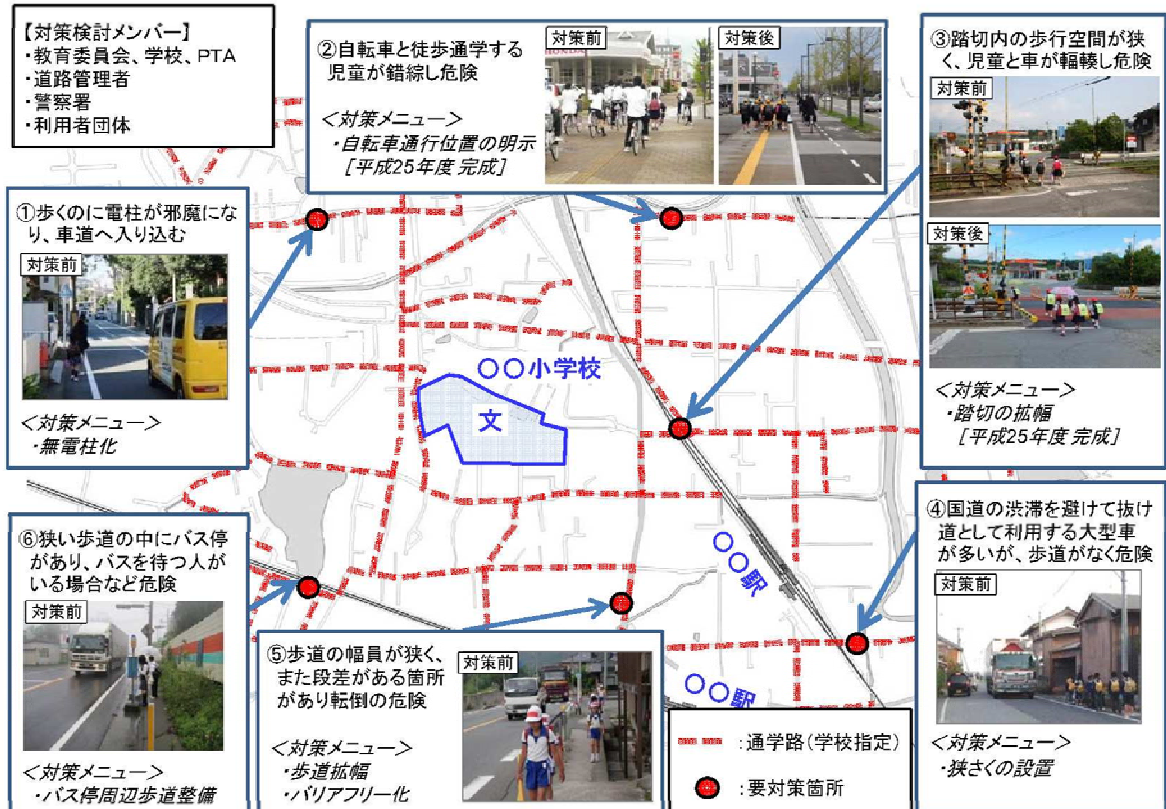 【対策検討メンバー】
・教育委員会、学校、PTA
・道路管理者
・警察署
・利用者団体
①歩くのに電柱が邪魔にな
り、車道へ入り込む
対策前
<対策メニュー>
・無電柱化
②自転車と徒歩通学する
児童が錯綜し危険
<対策メニュー>
・自転車通行位置の明示
[平成25年度 完成]
対策前
対策後
③踏切内の歩行空間が狭
く、児童と車が輻輳し危険
対策前
対策後
<対策メニュー>
・踏切の拡幅
[平成25年度 完成]
〇〇小学校
文
〇〇駅
〇〇駅
④国道の渋滞を避けて抜け
道として利用する大型車
が多いが、歩道がなく危険
対策前
<対策メニュー>
・狭さくの設置
⑤歩道の幅員が狭く、
また段差がある箇所
があり転倒の危険
対策前
<対策メニュー>
・歩道拡幅
・バリアフリー化
⑥狭い歩道の中にバス停
があり、バスを待つ人が
いる場合など危険
対策前
<対策メニュー>
・バス停周辺歩道整備
:通学路(学校指定)
:要対策箇所